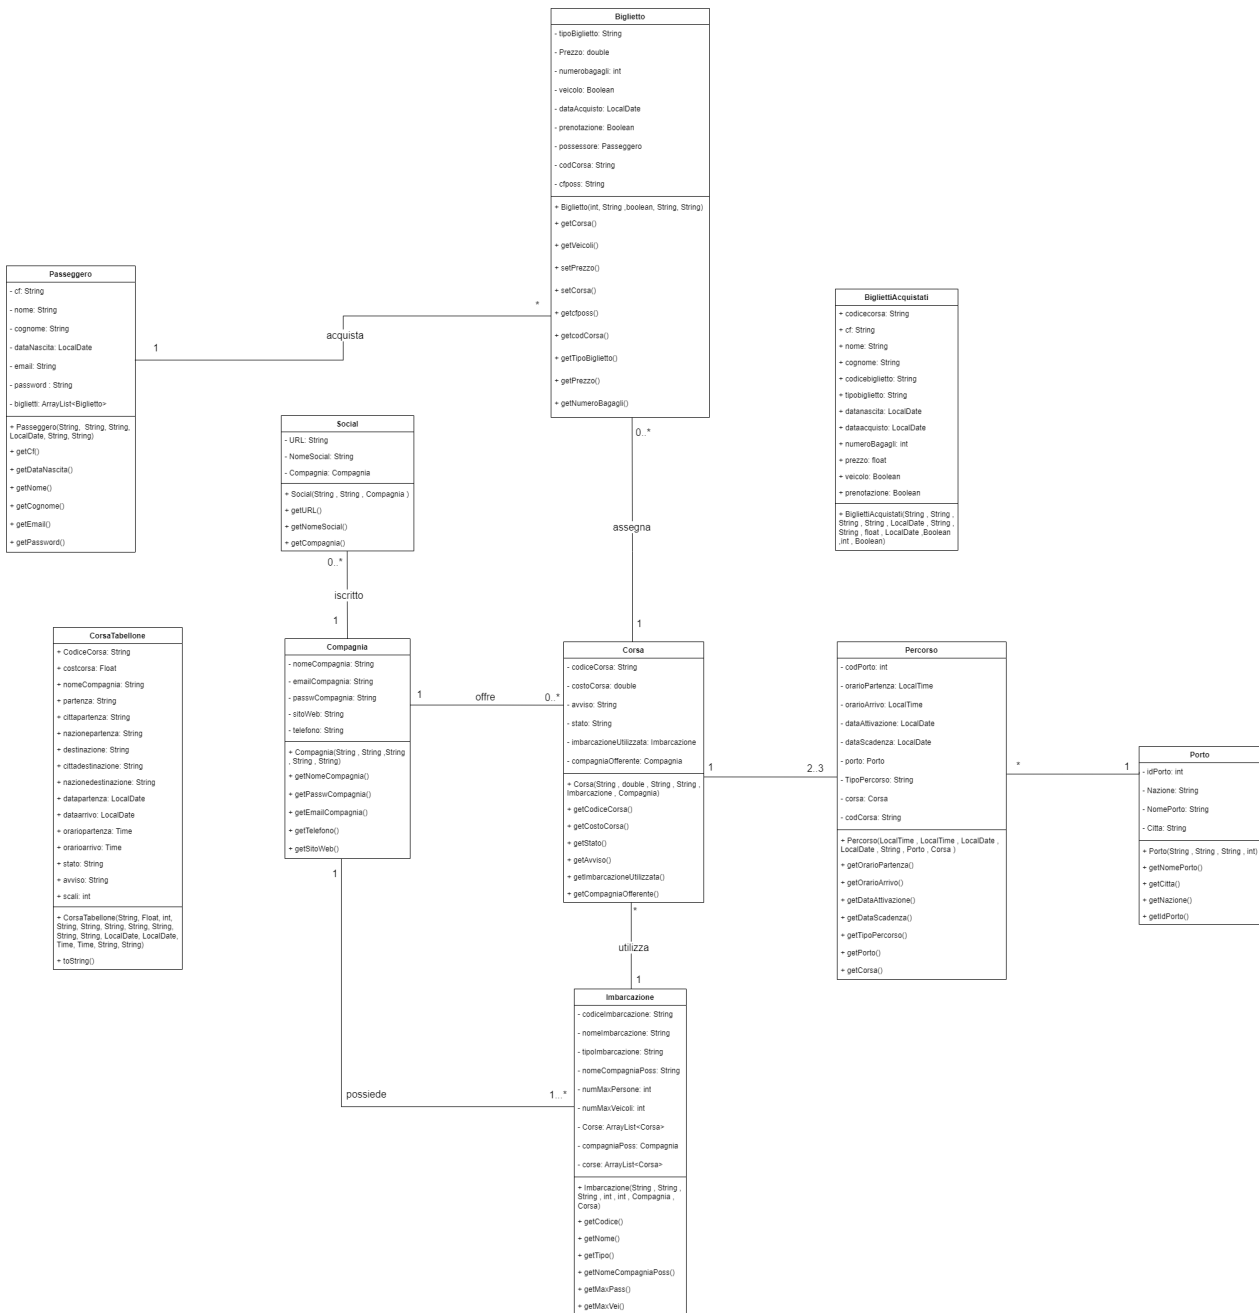 Biglietto
- tipoBiglietto: String
- Prezzo: double
- numerobagagli: int
- veicolo: Boolean
- dataAcquisto: LocalDate
- prenotazione: Boolean
- possessore: Passeggero
- codCorsa: String
- cfposs: String
+ Biglietto(int, String ,boolean, String, String)
+ getCorsa()
+ getVeicoli()
+ setPrezzo()
+ setCorsa()
+ getcfposs()
+ getcodCorsa()
+ getTipoBiglietto()
+ getPrezzo()
+ getNumeroBagagli()
Passeggero
- cf: String
- nome: String
- cognome: String
- dataNascita: LocalDate
- email: String
- password : String
- biglietti: ArrayList<Biglietto>
+ Passeggero(String, String, String,
LocalDate, String, String)
+ getCf()
+ getDataNascita()
+ getNome()
+ getCognome()
+ getEmail()
+ getPassword()
1
acquista
*
BigliettiAcquistati
+ codicecorsa: String
+ cf: String
+ nome: String
+ cognome: String
+ codicebiglietto: String
+ tipobiglietto: String
+ datanascita: LocalDate
+ dataacquisto: LocalDate
+ numeroBagagli: int
+ prezzo: float
+ veicolo: Boolean
+ prenotazione: Boolean
+ BigliettiAcquistati(String , String ,
String , String , LocalDate , String ,
String , float , LocalDate ,Boolean
,int , Boolean)
Social
- URL: String
- NomeSocial: String
- Compagnia: Compagnia
+ Social(String , String , Compagnia )
+ getURL()
+ getNomeSocial()
+ getCompagnia()
0..*
iscritto
1
0..*
assegna
1
CorsaTabellone
+ CodiceCorsa: String
+ costcorsa: Float
+ nomeCompagnia: String
+ partenza: String
+ cittapartenza: String
+ nazionepartenza: String
+ destinazione: String
+ cittadestinazione: String
+ nazionedestinazione: String
+ datapartenza: LocalDate
+ dataarrivo: LocalDate
+ orariopartenza: Time
+ orarioarrivo: Time
+ stato: String
+ avviso: String
+ scali: int
+ CorsaTabellone(String, Float, int,
String, String, String, String, String,
String, String, LocalDate, LocalDate,
Time, Time, String, String)
+ toString()
Compagnia
- nomeCompagnia: String
- emailCompagnia: String
- passwCompagnia: String
- sitoWeb: String
- telefono: String
+ Compagnia(String , String ,String
, String , String)
+ getNomeCompagnia()
+ getPasswCompagnia()
+ getEmailCompagnia()
+ getTelefono()
+ getSitoWeb()
1
offre
0..*
Corsa
- codiceCorsa: String
- costoCorsa: double
- avviso: String
- stato: String
- imbarcazioneUtilizzata: Imbarcazione
- compagniaOfferente: Compagnia
+ Corsa(String , double , String , String ,
Imbarcazione , Compagnia)
+ getCodiceCorsa()
+ getCostoCorsa()
+ getStato()
+ getAvviso()
+ getImbarcazioneUtilizzata()
+ getCompagniaOfferente()
1
2..3
Percorso
- codPorto: int
- orarioPartenza: LocalTime
- orarioArrivo: LocalTime
- dataAttivazione: LocalDate
- dataScadenza: LocalDate
- porto: Porto
- TipoPercorso: String
- corsa: Corsa
- codCorsa: String
+ Percorso(LocalTime , LocalTime , LocalDate ,
LocalDate , String , Porto , Corsa )
+ getOrarioPartenza()
+ getOrarioArrivo()
+ getDataAttivazione()
+ getDataScadenza()
+ getTipoPercorso()
+ getPorto()
+ getCorsa()
*
1
Porto
- idPorto: int
- Nazione: String
- NomePorto: String
- Citta: String
+ Porto(String , String , String , int)
+ getNomePorto()
+ getCitta()
+ getNazione()
+ getIdPorto()
*
utilizza
1
1
possiede
1...*
Imbarcazione
- codiceImbarcazione: String
- nomeImbarcazione: String
- tipoImbarcazione: String
- nomeCompagniaPoss: String
- numMaxPersone: int
- numMaxVeicoli: int
- Corse: ArrayList<Corsa>
- compagniaPoss: Compagnia
- corse: ArrayList<Corsa>
+ Imbarcazione(String , String ,
String , int , int , Compagnia ,
Corsa)
+ getCodice()
+ getNome()
+ getTipo()
+ getNomeCompagniaPoss()
+ getMaxPass()
+ getMaxVei()